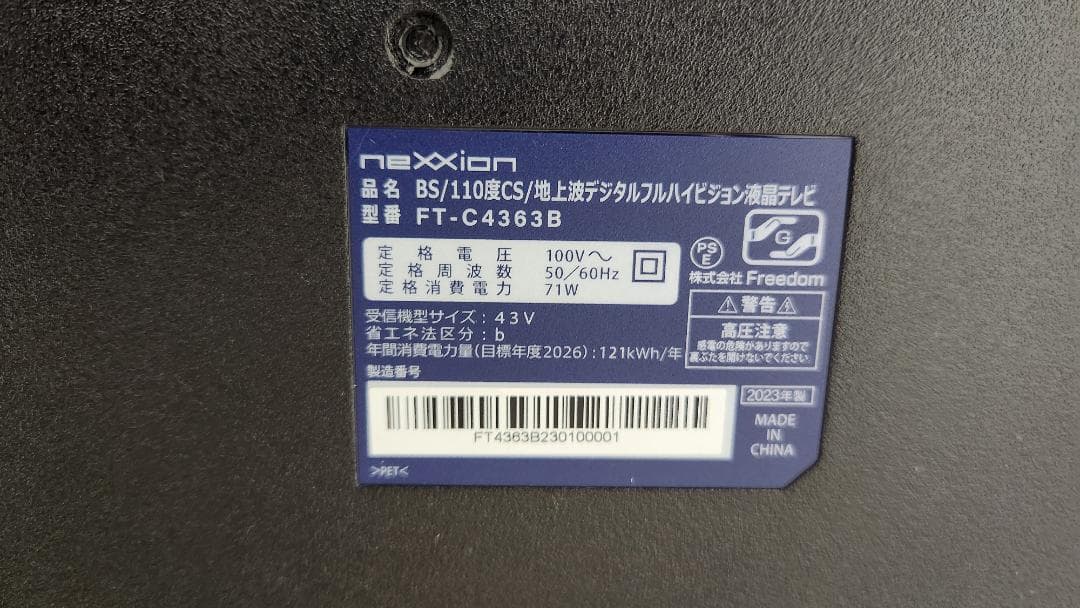 neXXion
品名 BS/110度CS/地上波デジタルフルハイビジョン液晶テレビ
型番 FT-C4363B
定格電圧 100V〜
定格周波数 50/60Hz
定格消費電力 71W
PS
E
G
株式会社 Freedom
受信機型サイズ：43V
省エネ法区分：b
年間消費電力量(目標年度2026)：121kWh/年
警告
高圧注意
感電の危険がありますので
裏ぶたを開けないでください
製造番号
FT4363B230100001
2023年製
MADE
IN
CHINA
>PET<